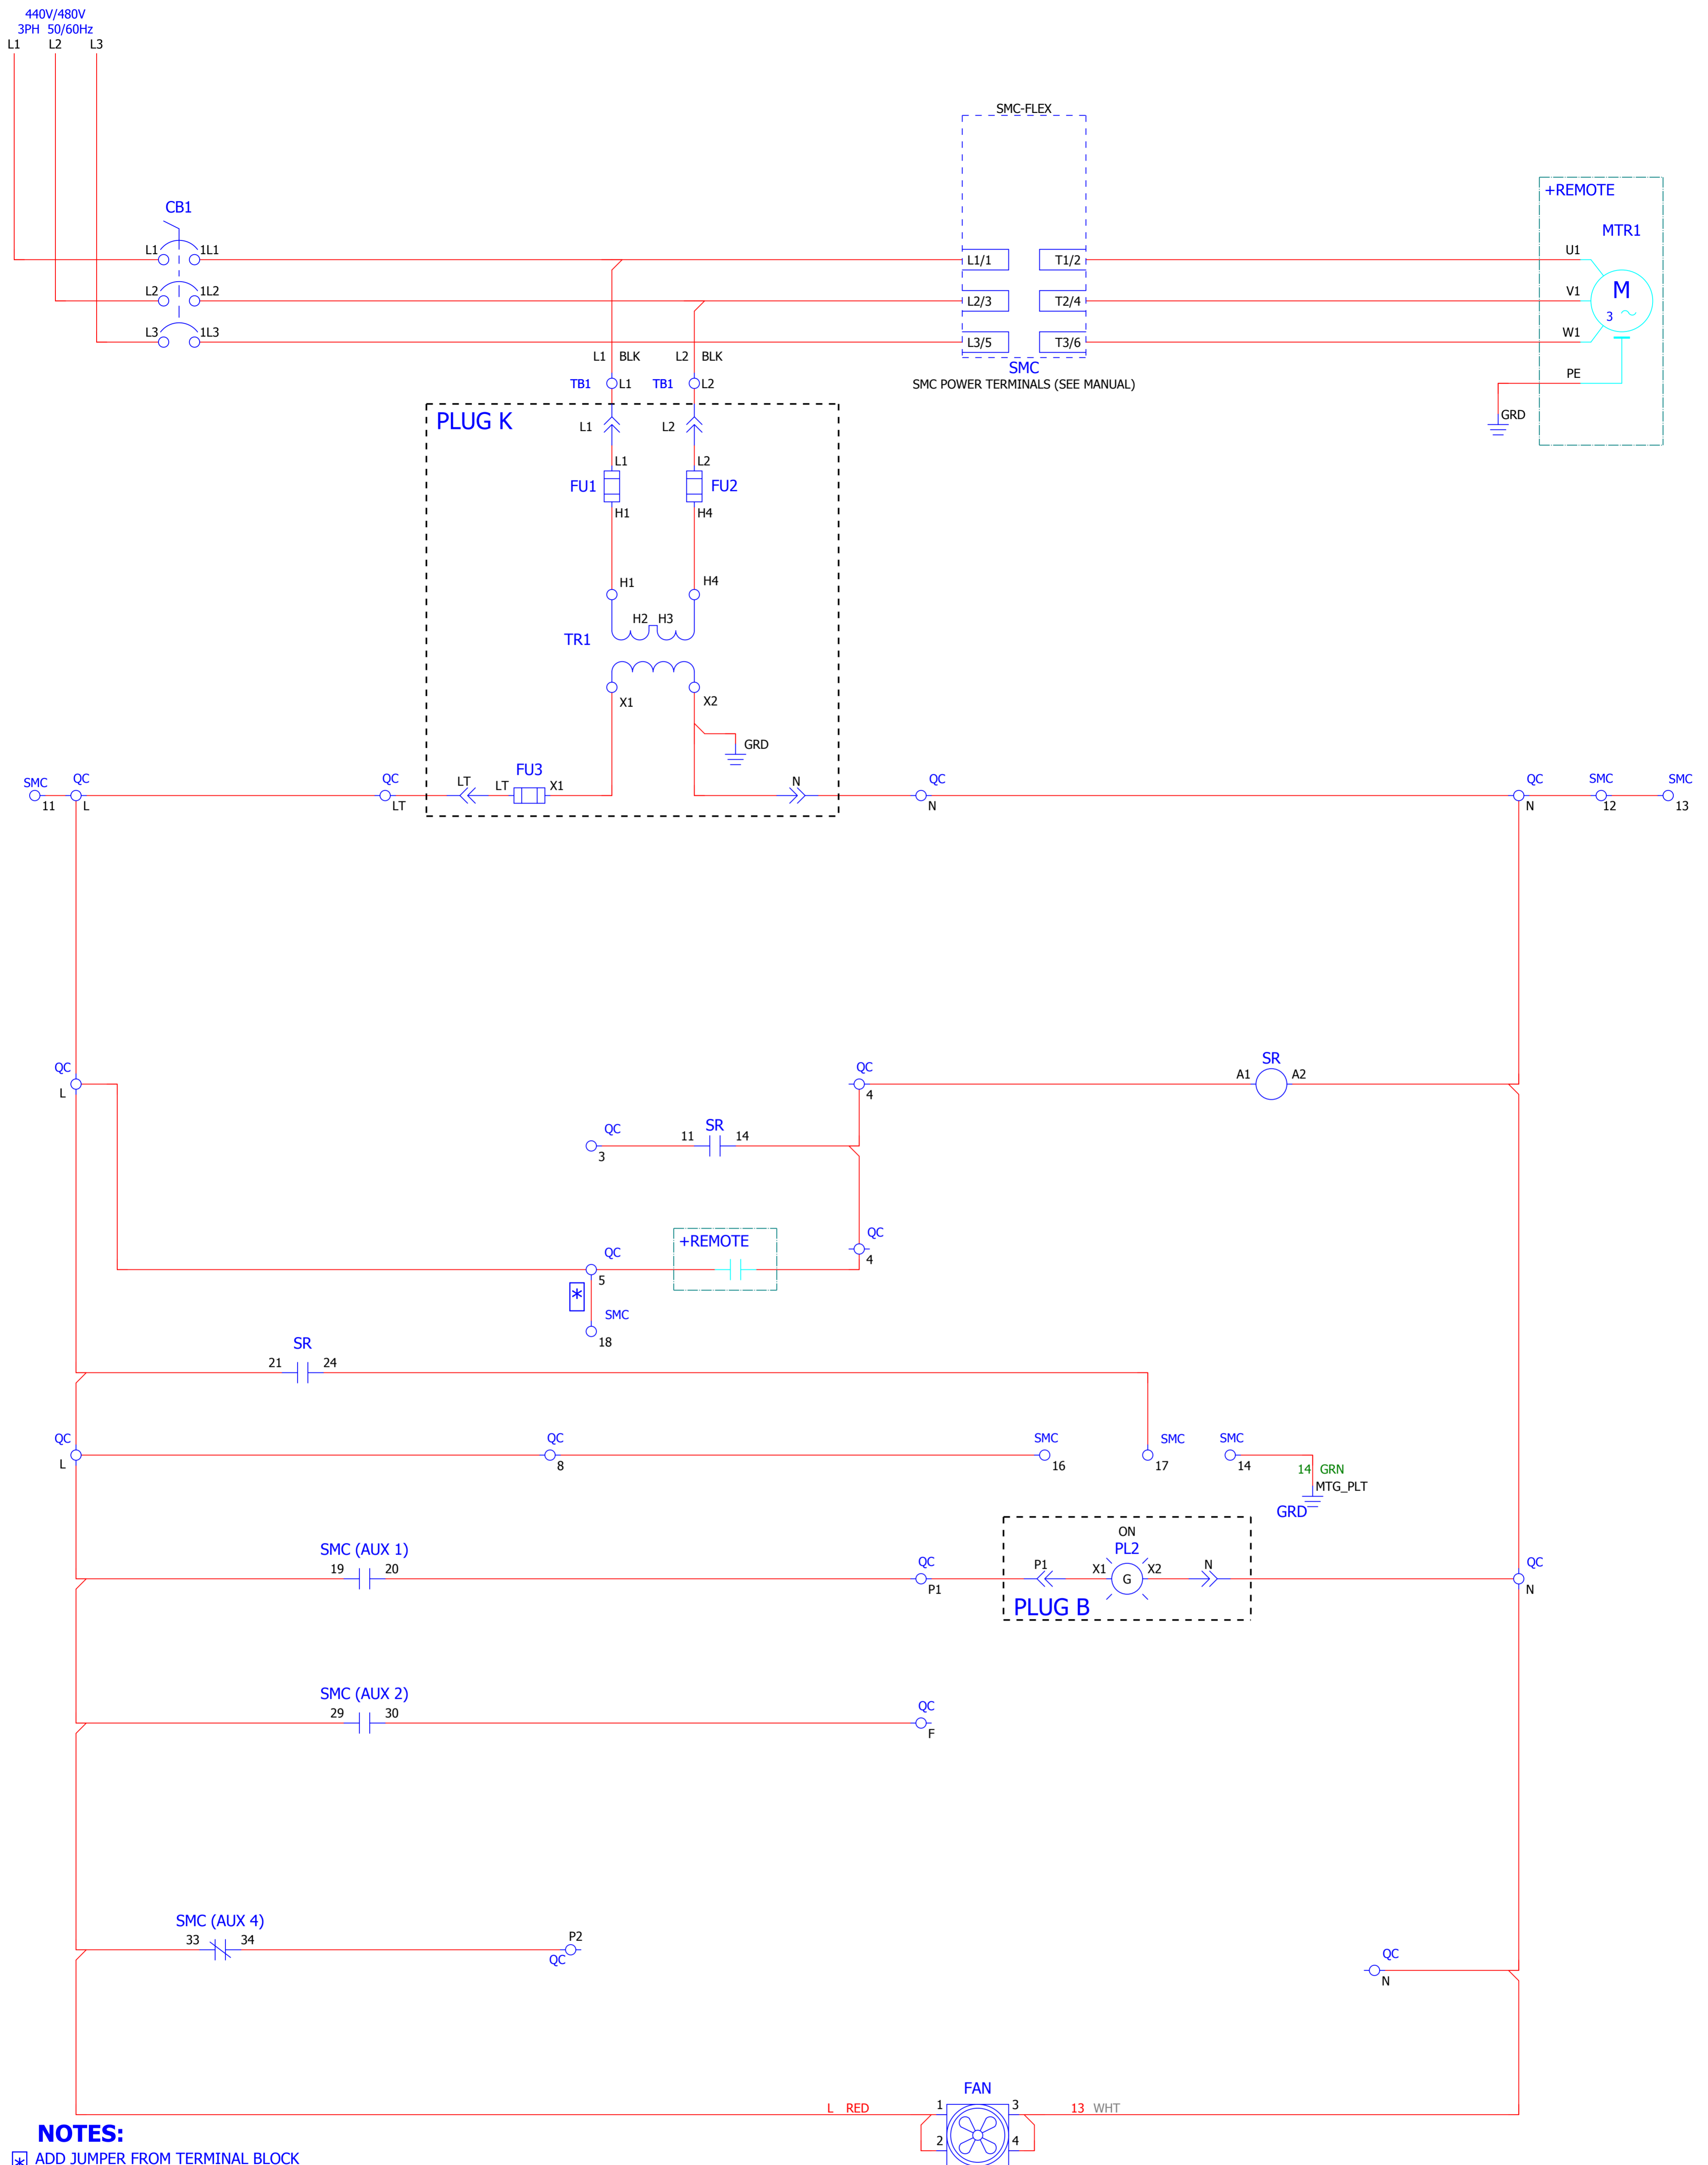 440V/480V
3PH 50/60Hz
L1 L2 L3
SMC-FLEX
+REMOTE
CB1
MTR1
L1 1L1 L1/1 T1/2 U1
L2 1L2 L2/3 T2/4 V1
M
3
L3 1L3 L3/5 T3/6 W1
L1 BLK L2 BLK
SMC
SMC POWER TERMINALS (SEE MANUAL)
PE
TB1 L1 TB1 L2
GRD
PLUG K
L1 L2
L1 L2
FU1 FU2
H1 H4
H1 H4
H2 H3
TR1
X1 X2
GRD
SMC QC QC LT LT FU3 X1 N QC QC SMC SMC
11 L LT N N 12 13
QC QC SR
L 4 A1 A2
QC 11 SR 14
3
+REMOTE
QC QC
5 4
*
SMC
18
SR
21 24
QC QC SMC SMC SMC
L 8 16 17 14
14 GRN
MTG_PLT
GRD
ON
PL2
SMC (AUX 1)
19 20 QC P1 X1 G X2 N QC
P1 N
PLUG B
SMC (AUX 2)
29 30 QC
F
SMC (AUX 4)
33 34 P2
QC QC
N
FAN
L RED 1 3 13 WHT
2 4
NOTES:
* ADD JUMPER FROM TERMINAL BLOCK